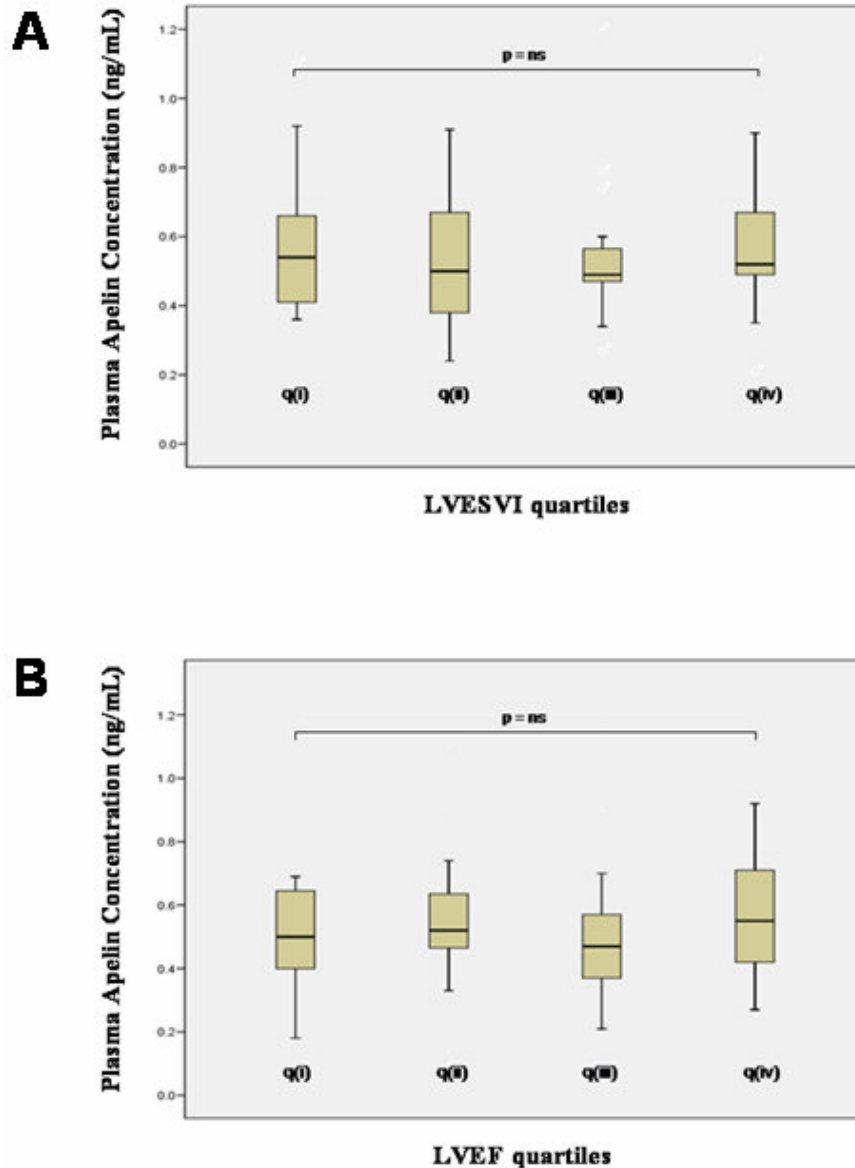 A
Plasma Apelin Concentration (ng/mL)
1.2
1.0
0.8
0.6
0.4
0.2
0.0
p = ns
q(i)
q(ii)
q(iii)
q(iv)
LVESVI quartiles
B
Plasma Apelin Concentration (ng/mL)
1.2
1.0
0.8
0.6
0.4
0.2
0.0
p = ns
q(i)
q(ii)
q(iii)
q(iv)
LVEF quartiles